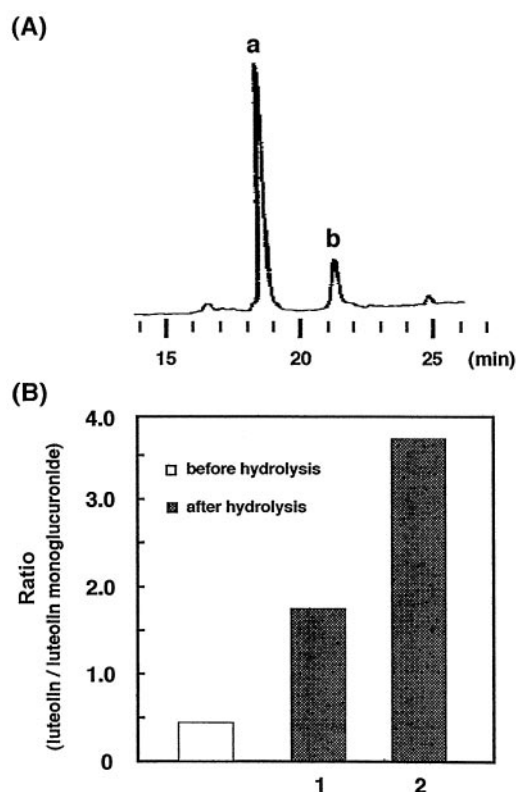 (A)
a
b
15 20 25 (min)
(B)
4.0
3.0
2.0
1.0
0
Ratio
(luteolin / luteolin monoglucuronide)
before hydrolysis
after hydrolysis
1 2